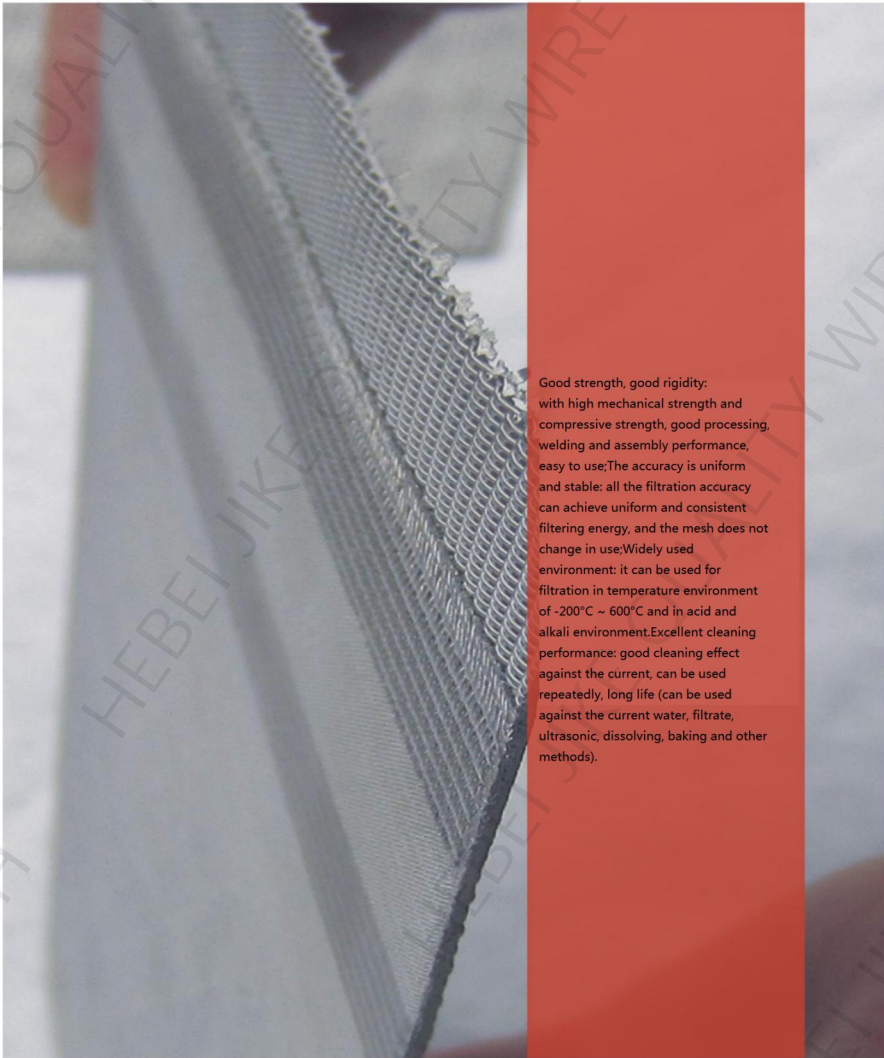 Good strength, good rigidity:
with high mechanical strength and
compressive strength, good processing,
welding and assembly performance,
easy to use;The accuracy is uniform
and stable: all the filtration accuracy
can achieve uniform and consistent
filtering energy, and the mesh does not
change in use;Widely used
environment: it can be used for
filtration in temperature environment
of -200°C ~ 600°C and in acid and
alkali environment.Excellent cleaning
performance: good cleaning effect
against the current, can be used
repeatedly, long life (can be used
against the current water, filtrate,
ultrasonic, dissolving, baking and other
methods).
HEBEI JIKE QUALITY WIRE